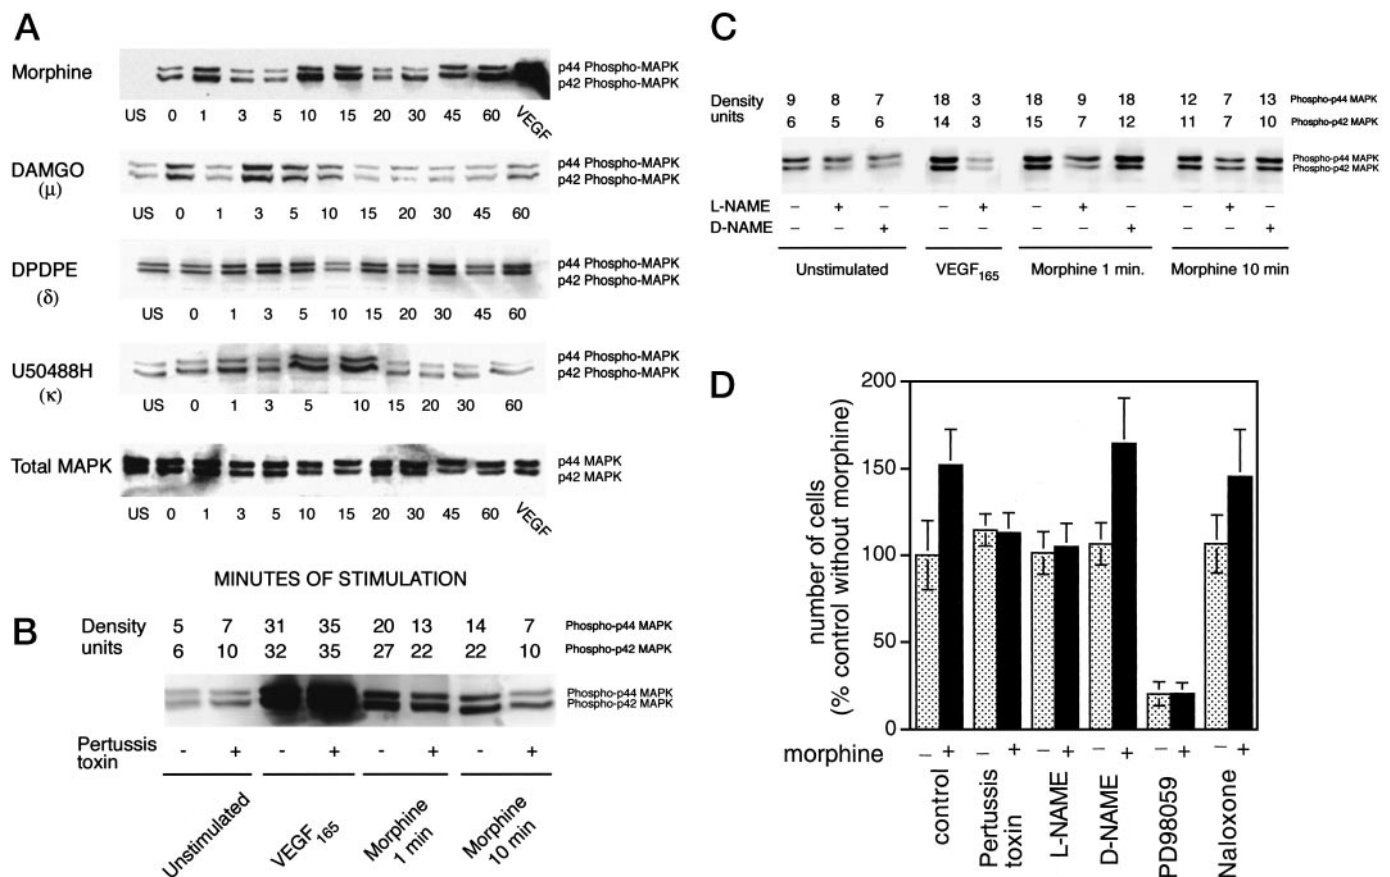 A
Morphine
p44 Phospho-MAPK
p42 Phospho-MAPK
US 0 1 3 5 10 15 20 30 45 60 VEGF
DAMGO
(μ)
p44 Phospho-MAPK
p42 Phospho-MAPK
US 0 1 3 5 10 15 20 30 45 60
DPDPE
(δ)
p44 Phospho-MAPK
p42 Phospho-MAPK
US 0 1 3 5 10 15 20 30 45 60
U50488H
(κ)
p44 Phospho-MAPK
p42 Phospho-MAPK
US 0 1 3 5 10 15 20 30 60
Total MAPK
p44 MAPK
p42 MAPK
US 0 1 3 5 10 15 20 30 45 60 VEGF
MINUTES OF STIMULATION
B
Density units
5 7 31 35 20 13 14 7 Phospho-p44 MAPK
6 10 32 35 27 22 22 10 Phospho-p42 MAPK
Phospho-p44 MAPK
Phospho-p42 MAPK
Pertussis toxin
- + - + - + - +
Unstimulated
VEGF165
Morphine 1 min
Morphine 10 min
C
Density units
9 8 7 18 3 18 9 18 12 7 13 Phospho-p44 MAPK
6 5 6 14 3 15 7 12 11 7 10 Phospho-p42 MAPK
Phospho-p44 MAPK
Phospho-p42 MAPK
L-NAME − + − − + − + − − + −
D-NAME − − + − − − − + − − +
Unstimulated VEGF165 Morphine 1 min. Morphine 10 min
D
number of cells
(% control without morphine)
200
150
100
50
0
morphine − + − + − + − + − + − +
control
Pertussis toxin
L-NAME
D-NAME
PD98059
Naloxone